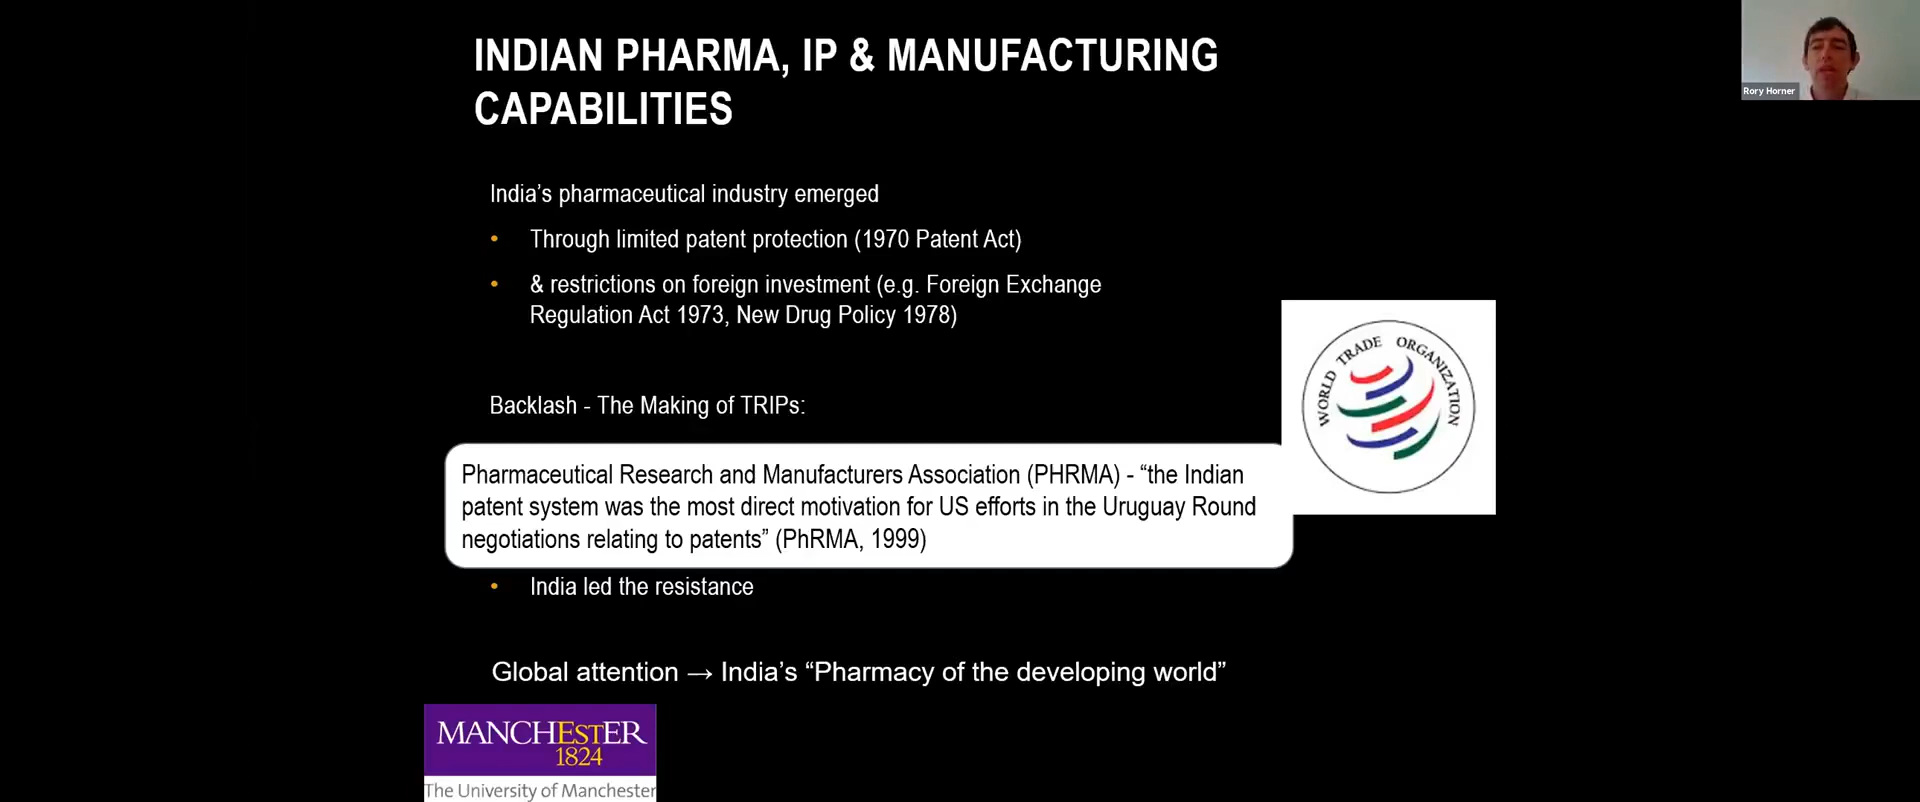 INDIAN PHARMA, IP & MANUFACTURING
CAPABILITIES
Rory Horner
India’s pharmaceutical industry emerged
• Through limited patent protection (1970 Patent Act)
• & restrictions on foreign investment (e.g. Foreign Exchange
Regulation Act 1973, New Drug Policy 1978)
WORLD TRADE ORGANIZATION
Backlash - The Making of TRIPs:
Pharmaceutical Research and Manufacturers Association (PHRMA) - “the Indian
patent system was the most direct motivation for US efforts in the Uruguay Round
negotiations relating to patents” (PhRMA, 1999)
• India led the resistance
Global attention → India’s “Pharmacy of the developing world”
MANCHESTER
1824
The University of Manchester